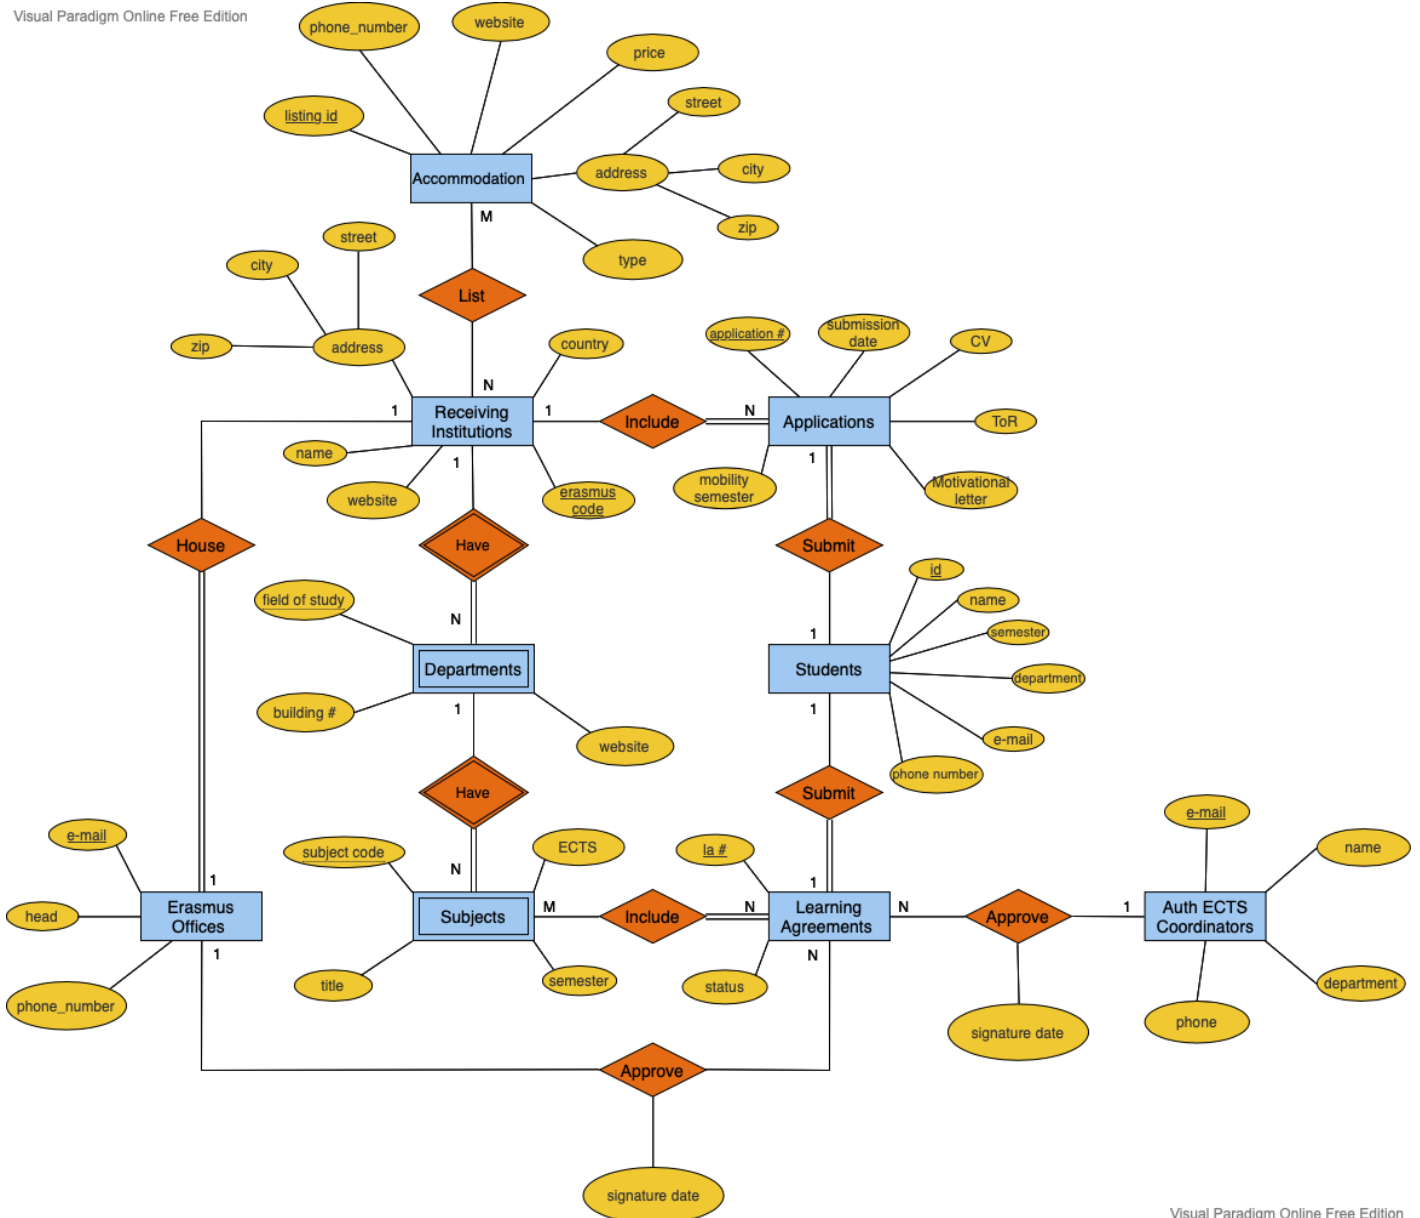 Visual Paradigm Online Free Edition
phone_number
website
price
listing id
street
Accommodation
address
city
zip
type
M
List
street
city
zip
address
country
N
1
Receiving
Institutions
1
Include
N
Applications
application #
submission
date
CV
ToR
Motivational
letter
mobility
semester
1
name
website
1
erasmus
code
House
Have
Submit
id
name
semester
department
e-mail
phone number
field of study
N
Departments
building #
1
website
1
Students
1
Have
Submit
e-mail
head
phone_number
1
Erasmus
Offices
1
subject code
ECTS
N
Subjects
M
Include
N
title
semester
la #
1
Learning
Agreements
N
status
N
Approve
1
Auth ECTS
Coordinators
e-mail
name
department
phone
signature date
Approve
signature date
Visual Paradigm Online Free Edition